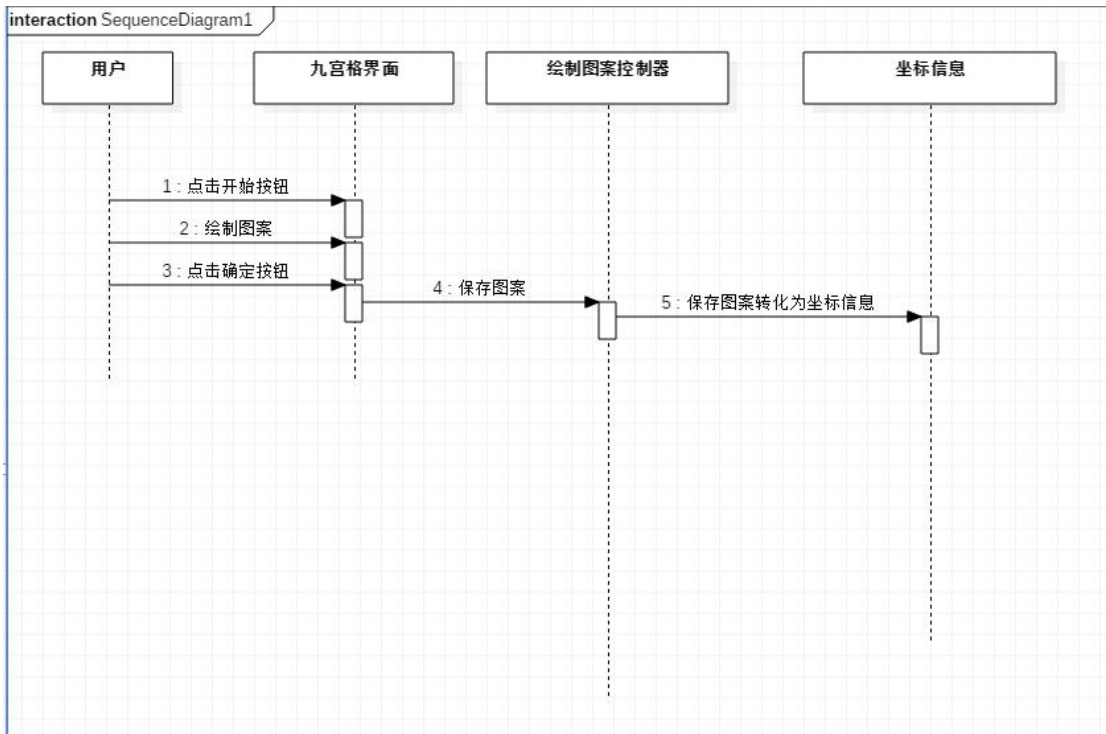 interaction SequenceDiagram1
用户
九宫格界面
绘制图案控制器
坐标信息
1 : 点击开始按钮
2 : 绘制图案
3 : 点击确定按钮
4 : 保存图案
5 : 保存图案转化为坐标信息